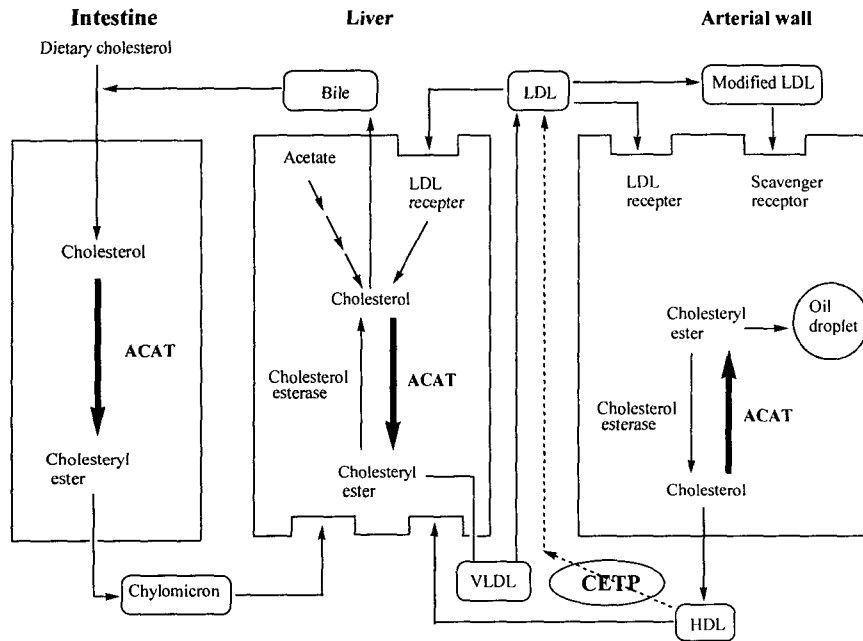 Intestine
Dietary cholesterol
Cholesterol
ACAT
Cholesteryl
ester
Chylomicron
Liver
Bile
Acetate
LDL
recepter
Cholesterol
Cholesterol
esterase
ACAT
Cholesteryl
ester
VLDL
LDL
CETP
HDL
Arterial wall
Modified LDL
LDL
recepter
Scavenger
receptor
Cholesteryl
ester
Oil
droplet
Cholesterol
esterase
ACAT
Cholesterol